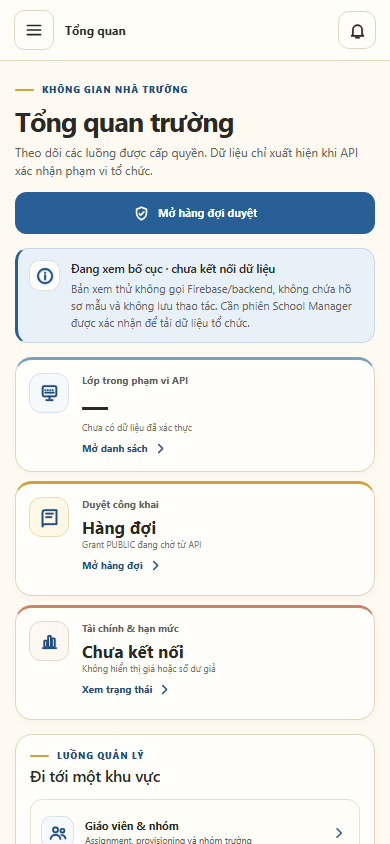 Tổng quan
KHÔNG GIAN NHÀ TRƯỜNG
Tổng quan trường
Theo dõi các luồng được cấp quyền. Dữ liệu chỉ xuất hiện khi API
xác nhận phạm vi tổ chức.
Mở hàng đợi duyệt
Đang xem bố cục · chưa kết nối dữ liệu
Bản xem thử không gọi Firebase/backend, không chứa hồ
sơ mẫu và không lưu thao tác. Cần phiên School Manager
được xác nhận để tải dữ liệu tổ chức.
Lớp trong phạm vi API
—
Chưa có dữ liệu đã xác thực
Mở danh sách
Duyệt công khai
Hàng đợi
Grant PUBLIC đang chờ từ API
Mở hàng đợi
Tài chính & hạn mức
Chưa kết nối
Không hiển thị giá hoặc số dư giả
Xem trạng thái
LUỒNG QUẢN LÝ
Đi tới một khu vực
Giáo viên & nhóm
Assignment, provisioning và nhóm trường